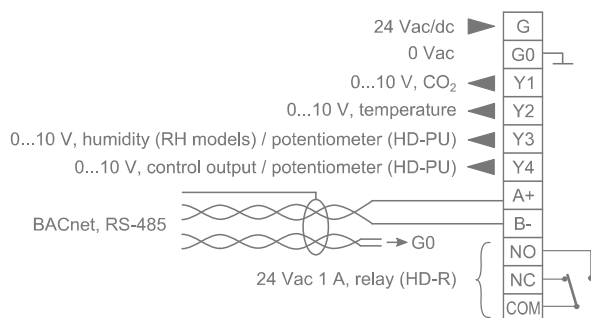 24 Vac/dc G
0 Vac G0
0...10 V, CO₂ Y1
0...10 V, temperature Y2
0...10 V, humidity (RH models) / potentiometer (HD-PU) Y3
0...10 V, control output / potentiometer (HD-PU) Y4
A+
BACnet, RS-485 B-
G0
NO
24 Vac 1 A, relay (HD-R) NC
COM